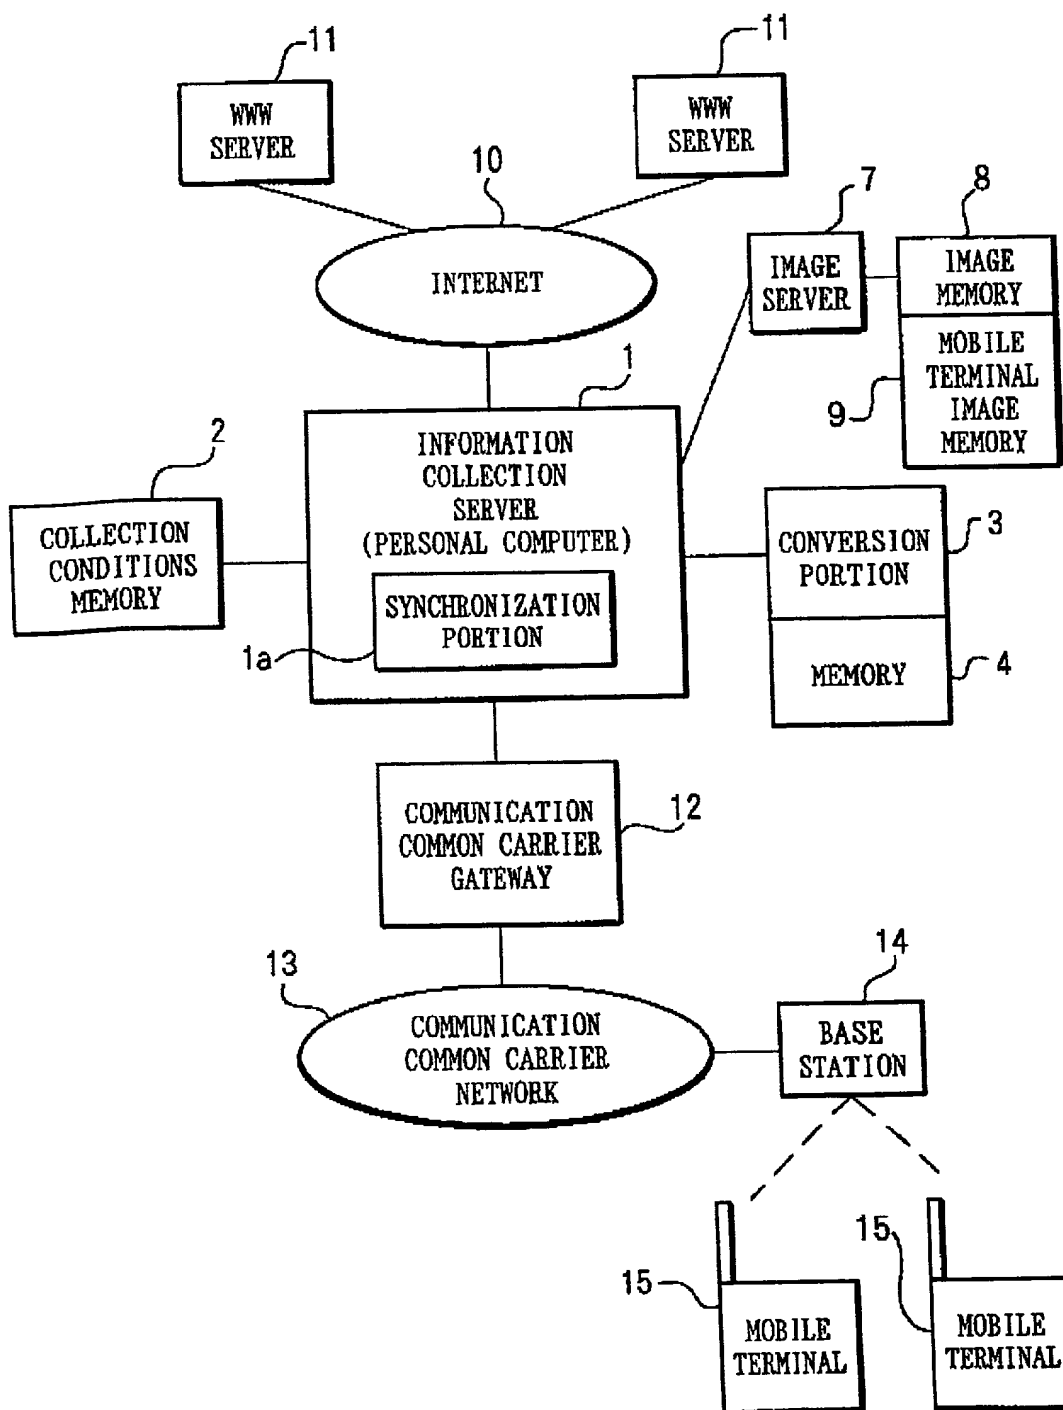 11
11
WWW
SERVER
WWW
SERVER
10
INTERNET
7
8
IMAGE
SERVER
IMAGE
MEMORY
MOBILE
TERMINAL
IMAGE
MEMORY
9
1
INFORMATION
COLLECTION
SERVER
(PERSONAL COMPUTER)
SYNCHRONIZATION
PORTION
1a
2
COLLECTION
CONDITIONS
MEMORY
CONVERSION
PORTION
3
MEMORY
4
COMMUNICATION
COMMON CARRIER
GATEWAY
12
13
COMMUNICATION
COMMON CARRIER
NETWORK
14
BASE
STATION
15
MOBILE
TERMINAL
15
MOBILE
TERMINAL